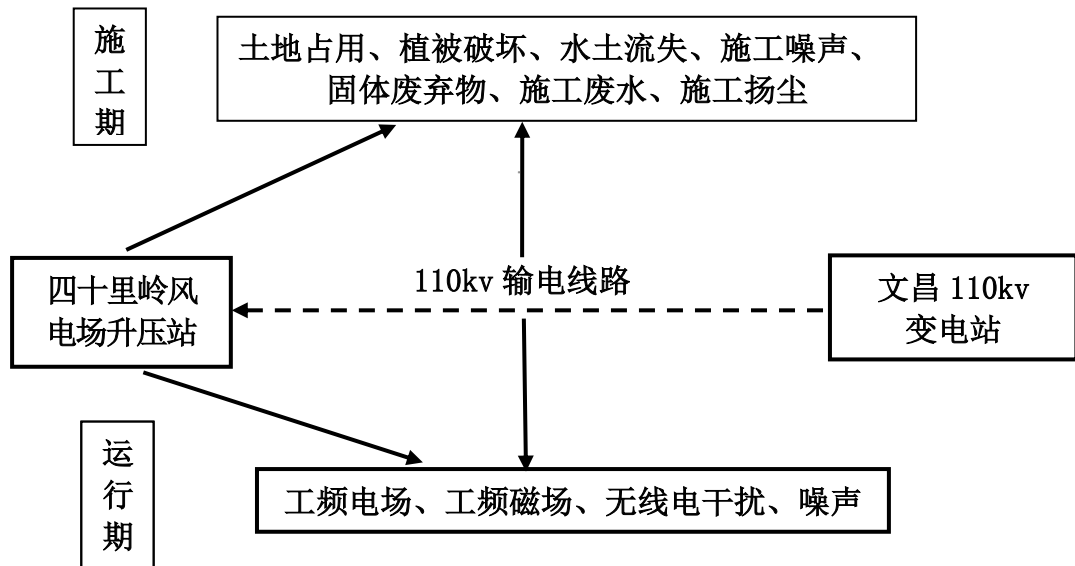 施
工
期
土地占用、植被破坏、水土流失、施工噪声、
固体废弃物、施工废水、施工扬尘
四十里岭风
电场升压站
110kv 输电线路
文昌 110kv
变电站
运
行
期
工频电场、工频磁场、无线电干扰、噪声